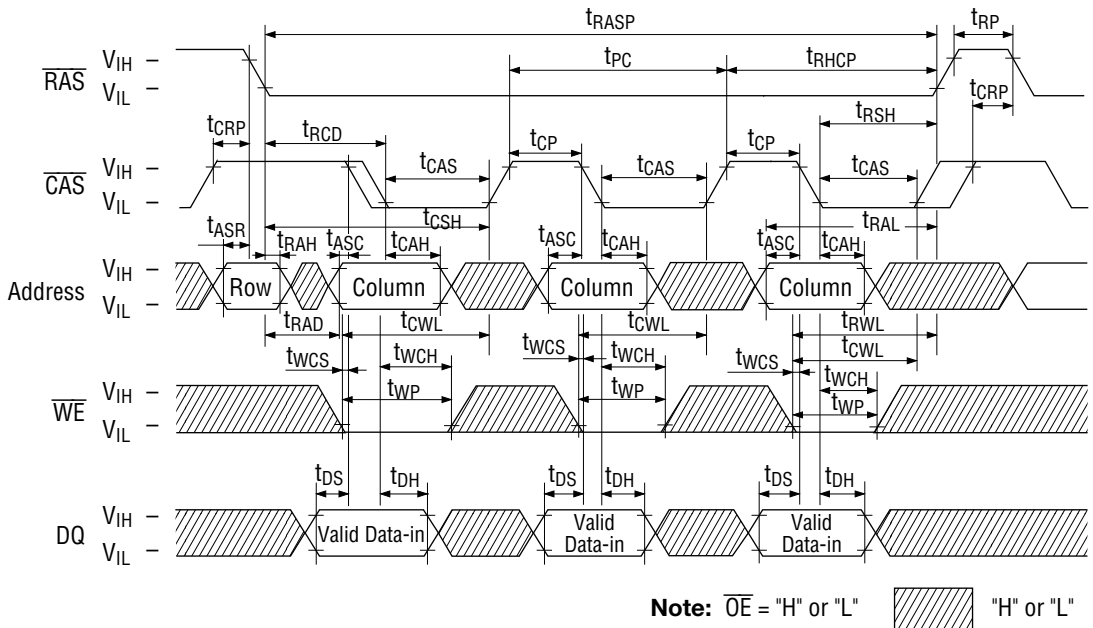 tRASP tRP
tPC tRHCP
RAS VIH –
VIL –
tCRP
tRSH
tCRP tRCD
tCP tCP
CAS VIH –
VIL –
tCAS tCAS tCAS
tCSH tRAL
tASR tRAH tASC tCAH tASC tCAH tASC tCAH
Address VIH –
VIL –
Row Column Column Column
tRAD tCWL tCWL tRWL
tWCS tWCH tWCS tWCH tWCS tCWL
tWCH
WE VIH –
VIL –
tWP tWP tWP
tDS tDH tDS tDH tDS tDH
DQ VIH –
VIL –
Valid Data-in Valid Data-in Valid Data-in
Note: OE = "H" or "L" "H" or "L"